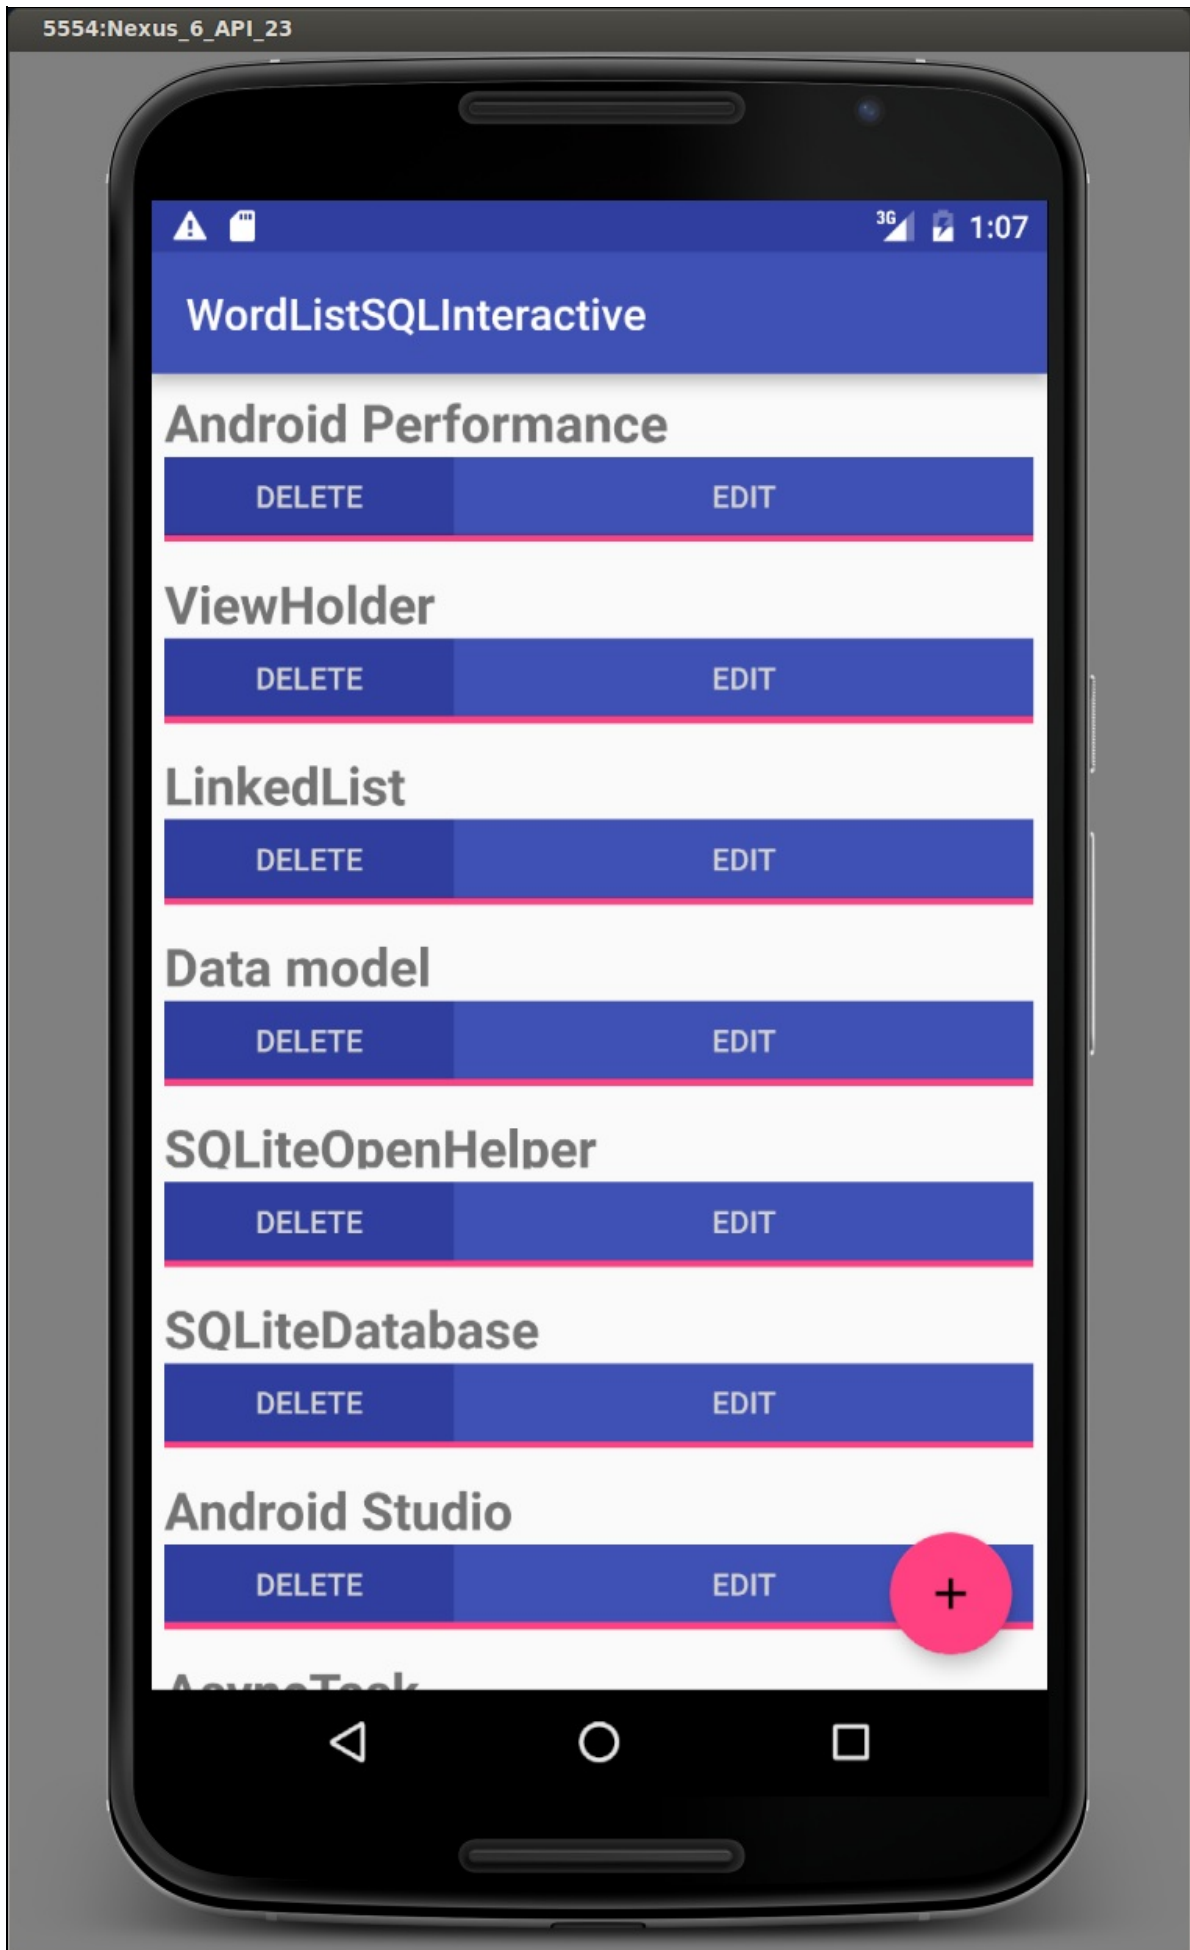 5554:Nexus_6_API_23
3G 1:07
WordListSQLInteractive
Android Performance
DELETE EDIT
ViewHolder
DELETE EDIT
LinkedList
DELETE EDIT
Data model
DELETE EDIT
SQLiteOpenHelper
DELETE EDIT
SQLiteDatabase
DELETE EDIT
Android Studio
DELETE EDIT
+
AsyncTask